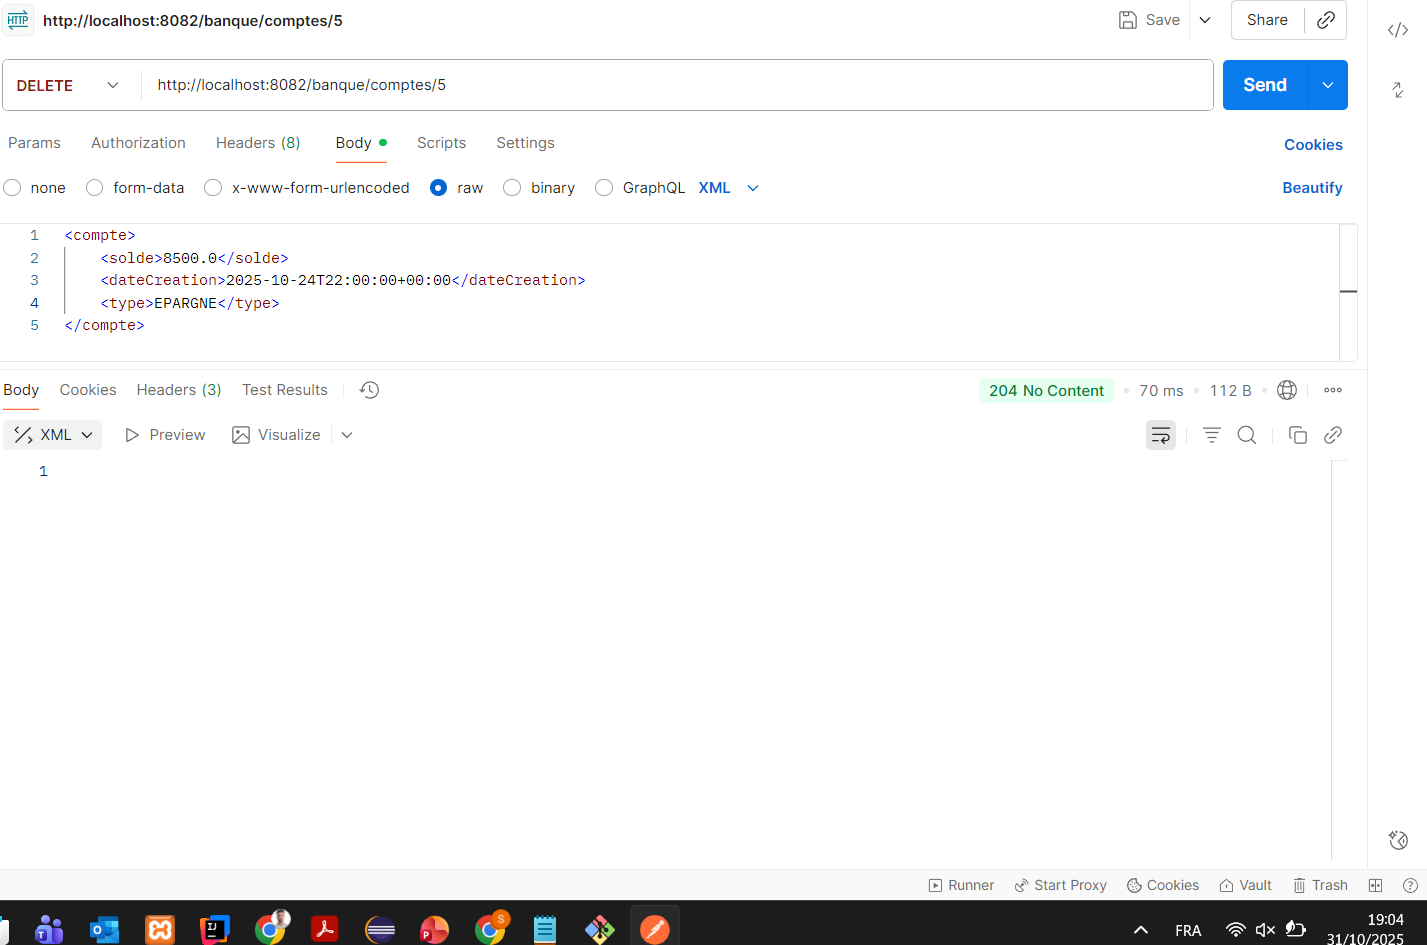 HTTP http://localhost:8082/banque/comptes/5 Save Share
DELETE http://localhost:8082/banque/comptes/5 Send
Params Authorization Headers (8) Body Scripts Settings Cookies
none form-data x-www-form-urlencoded raw binary GraphQL XML Beautify
1 <compte>
2 <solde>8500.0</solde>
3 <dateCreation>2025-10-24T22:00:00+00:00</dateCreation>
4 <type>EPARGNE</type>
5 </compte>
Body Cookies Headers (3) Test Results 204 No Content 70 ms 112 B
XML Preview Visualize
1
Runner Start Proxy Cookies Vault Trash
FRA 19:04
31/10/2025